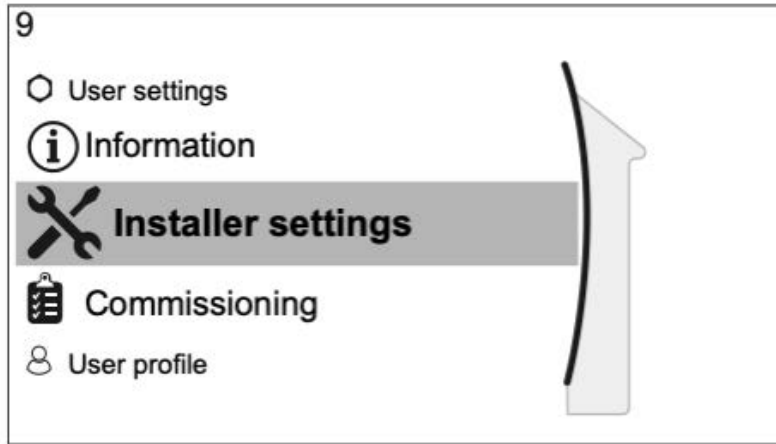 9
User settings
Information
Installer settings
Commissioning
User profile